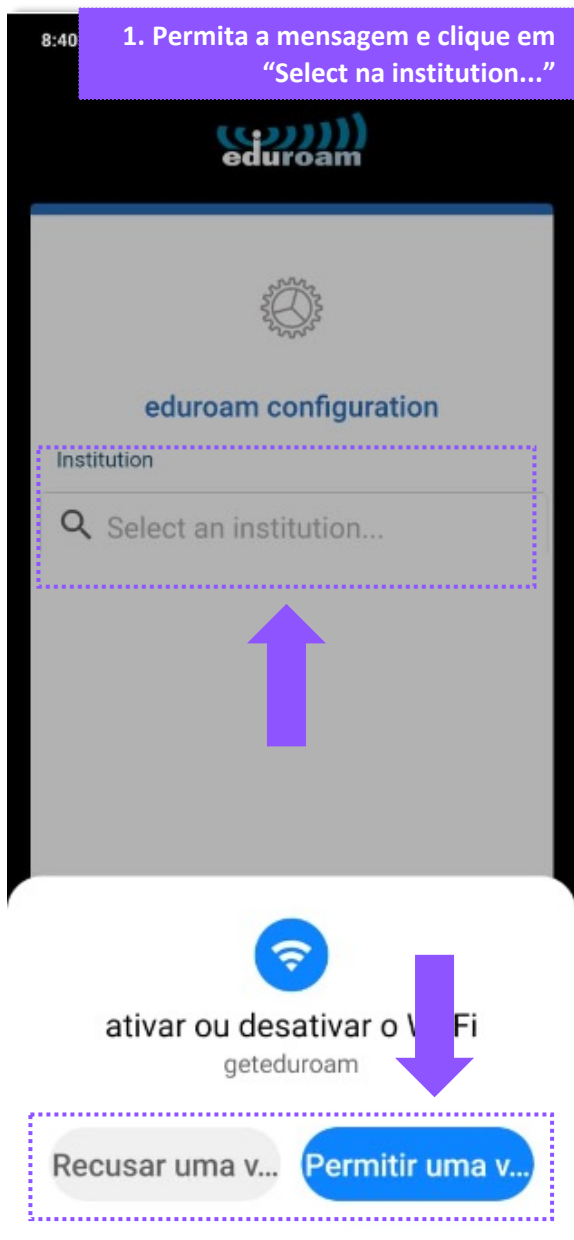 8:40
1. Permita a mensagem e clique em
“Select na institution...”
eduroam
eduroam configuration
Institution
Select an institution...
ativar ou desativar o Fi
geteduroam
Recusar uma v...
Permitir uma v...